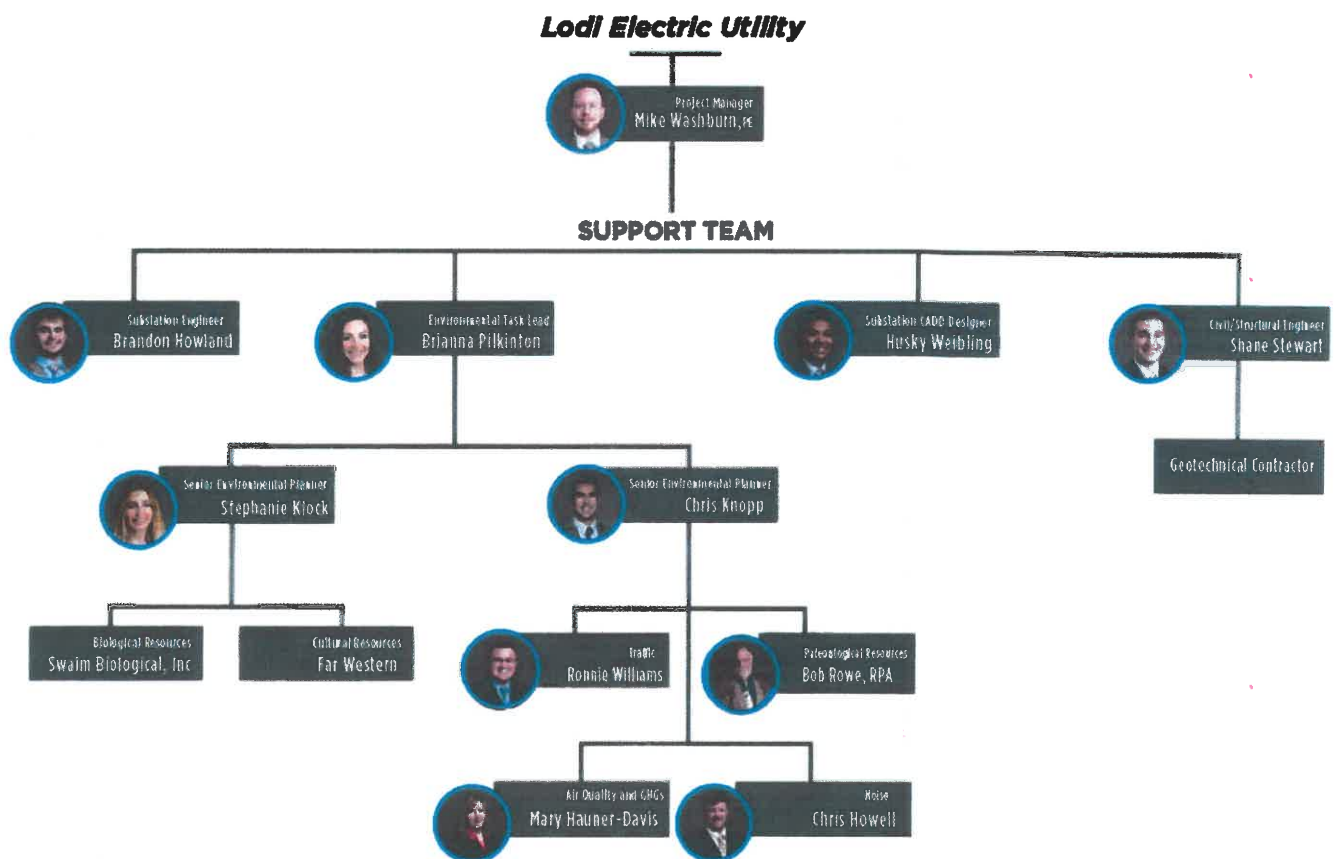 Lodi Electric Utility
Project Manager
Mike Washburn, PE
SUPPORT TEAM
Substation Engineer
Brandon Howland
Environmental Task Lead
Brianna Pilkinton
Substation CADD Designer
Husky Weibling
Civil/Structural Engineer
Shane Stewart
Senior Environmental Planner
Stephanie Klock
Senior Environmental Planner
Chris Knopp
Geotechnical Contractor
Biological Resources
Swaim Biological, Inc
Cultural Resources
Far Western
Traffic
Ronnie Williams
Paleological Resources
Bob Rowe, RPA
Air Quality and GHGs
Mary Hauner-Davis
Noise
Chris Howell